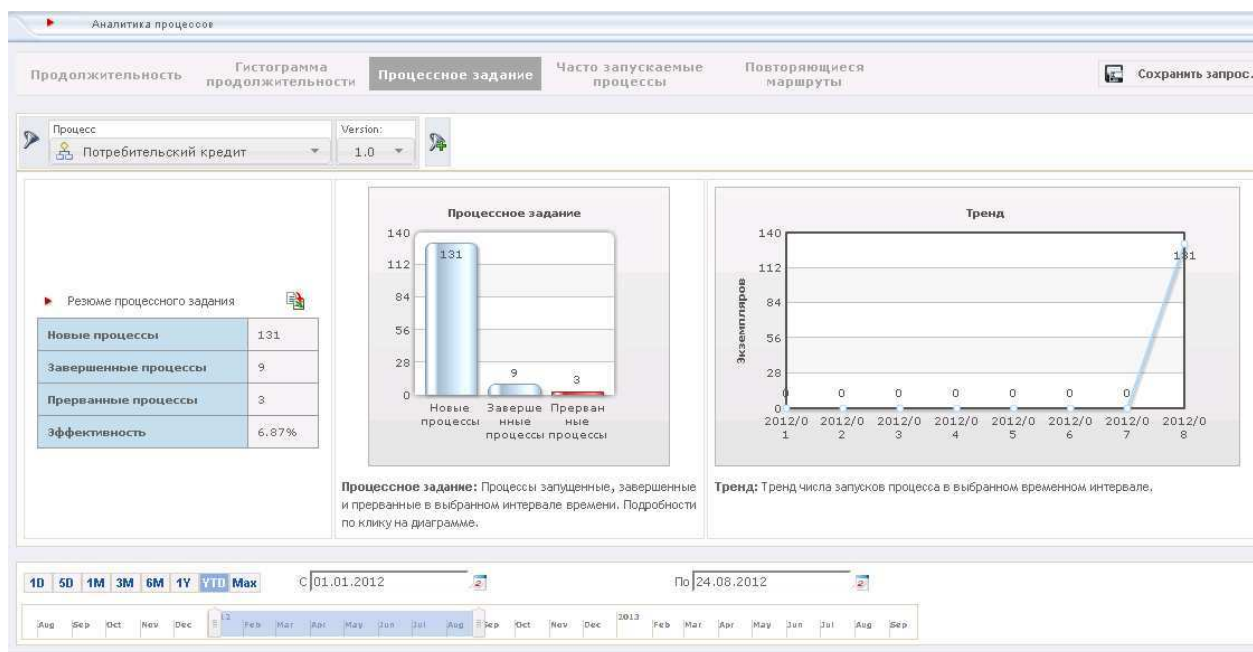 Аналитика процессов
Продолжительность
Гистограмма
продолжительности
Процессное задание
Часто запускаемые
процессы
Повторяющиеся
маршруты
Сохранить запрос.
Процесс
Потребительский кредит
Version:
1.0
Резюме процессного задания
Новые процессы 131
Завершенные процессы 9
Прерванные процессы 3
Эффективность 6.87%
Процессное задание
140
112
84
56
28
0
131
9
3
Новые Заверше Прерван
процессы нные ные
процессы процессы
Процессное задание: Процессы запущенные, завершенные
и прерванные в выбранном интервале времени. Подробности
по клику на диаграмме.
Тренд
Экземпляров
140
112
84
56
28
0
0 0 0 0 0 0 0 131
2012/0 2012/0 2012/0 2012/0 2012/0 2012/0 2012/0 2012/0
1 2 3 4 5 6 7 8
Тренд: Тренд числа запусков процесса в выбранном временном интервале.
1D 5D 1M 3M 6M 1Y YTD Max
С 01.01.2012
По 24.08.2012
Aug Sep Oct Nov Dec Feb Mar Apr May Jun Jul Aug Sep Oct Nov Dec 2013 Feb Mar Apr May Jun Jul Aug Sep